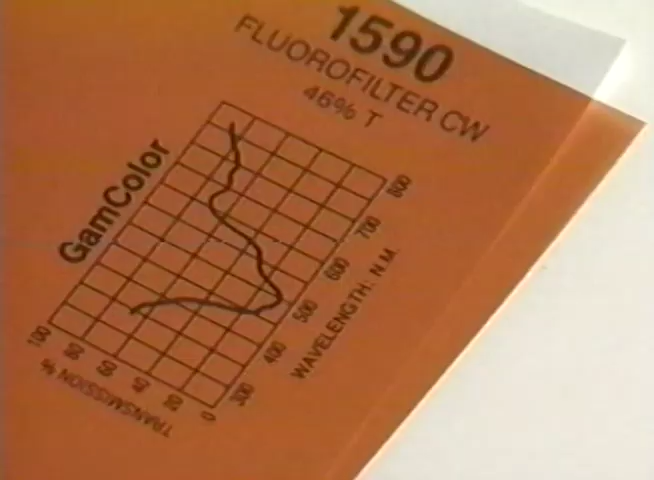 1590
FLUOROFILTER CW
46% T
GamColor
800
700
600
500
400
300
WAVELENGTH: N.M.
100
80
60
40
20
0
TRANSMISSION %